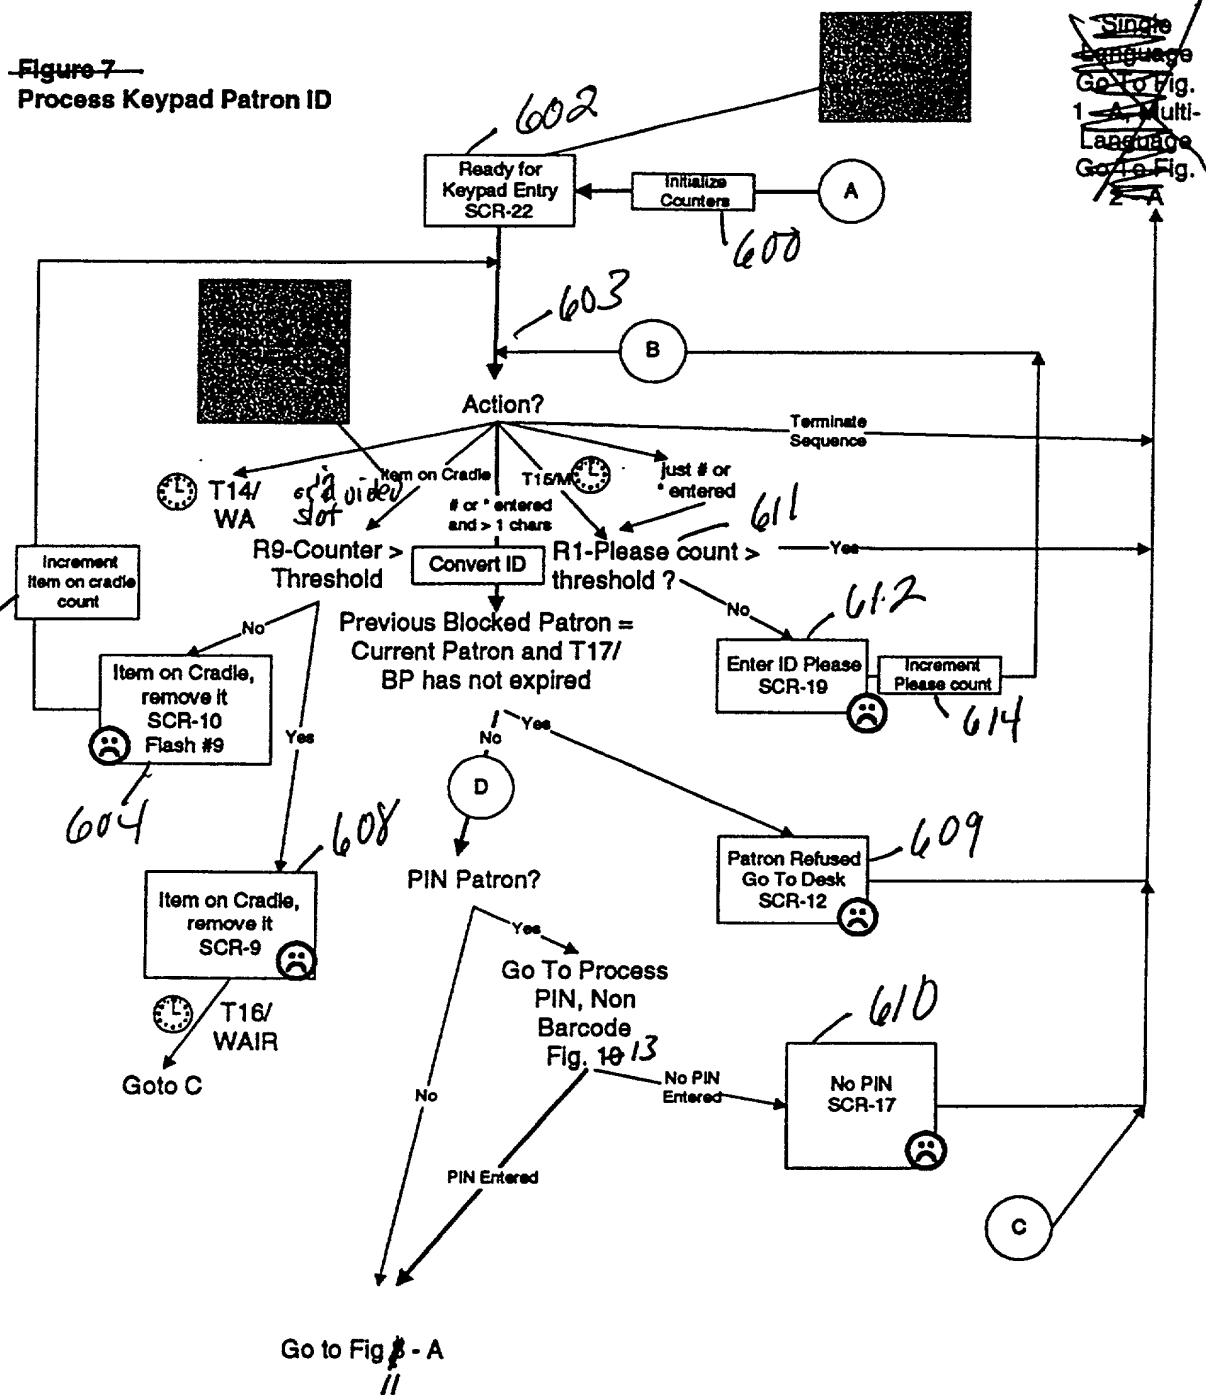 Figure 7
Process Keypad Patron ID
Single
Language
Go To Fig.
1 - A, Multi-
Language
Go To Fig.
2 - A
602
Ready for
Keypad Entry
SCR-22
Initialize
Counters
A
600
603
B
Action?
Terminate
Sequence
T14/
WA
in
video
slot
Item on Cradle
# or * entered
and > 1 chars
T15/M
just # or
* entered
611
R9-Counter >
Threshold
Convert ID
R1-Please count >
threshold ?
Yes
Increment
Item on cradle
count
No
Previous Blocked Patron =
Current Patron and T17/
BP has not expired
No
612
Item on Cradle,
remove it
SCR-10
Flash #9
Enter ID Please
SCR-19
Increment
Please count
614
Yes
No
Yes
604
D
608
609
Item on Cradle,
remove it
SCR-9
PIN Patron?
Patron Refused
Go To Desk
SCR-12
Yes
T16/
WAIR
Goto C
Go To Process
PIN, Non
Barcode
Fig. 10 13
610
No PIN
Entered
No PIN
SCR-17
No
PIN Entered
C
Go to Fig 8 - A
11